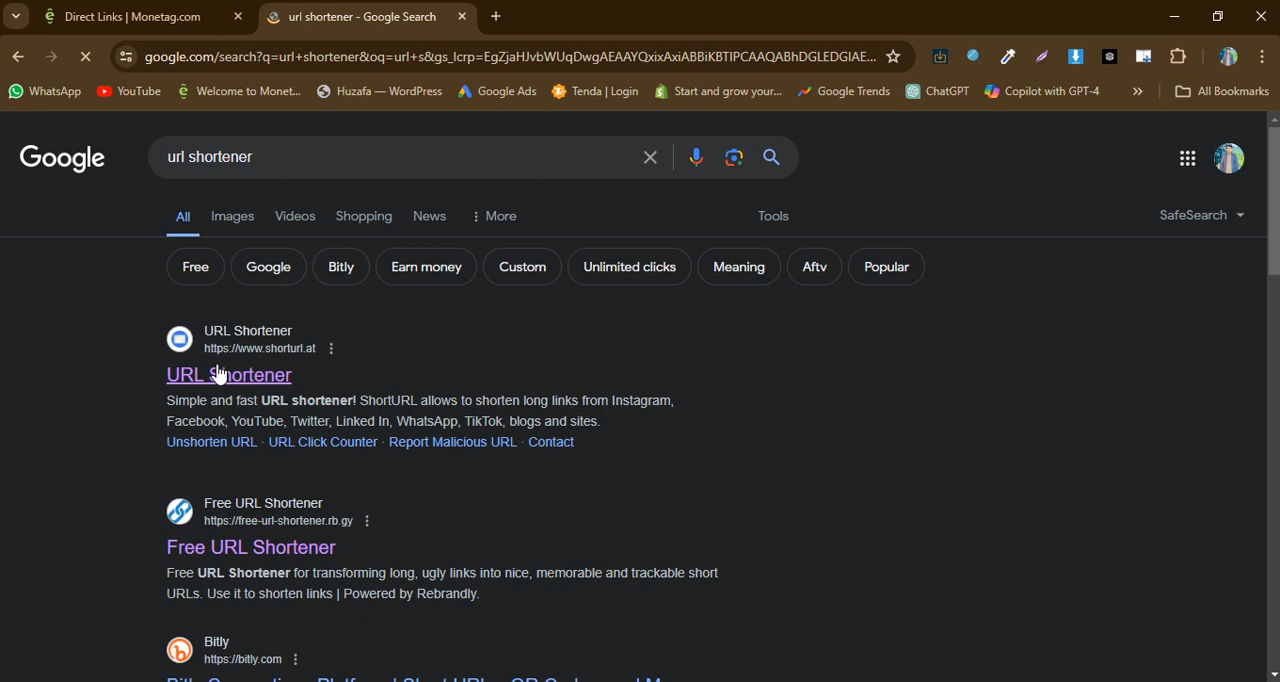 Direct Links | Monetag.com
url shortener - Google Search
google.com/search?q=url+shortener&oq=url+s&gs_lcrp=EgZjaHJvbWUqDwgAEAAYQxixAxiABBiKBTIPCAAQABhDGLEDGIAE...
WhatsApp
YouTube
Welcome to Monet...
Huzafa — WordPress
Google Ads
Tenda | Login
Start and grow your...
Google Trends
ChatGPT
Copilot with GPT-4
All Bookmarks
Google
url shortener
All
Images
Videos
Shopping
News
More
Tools
SafeSearch
Free
Google
Bitly
Earn money
Custom
Unlimited clicks
Meaning
Aftv
Popular
URL Shortener
https://www.shorturl.at
URL Shortener
Simple and fast URL shortener! ShortURL allows to shorten long links from Instagram,
Facebook, YouTube, Twitter, Linked In, WhatsApp, TikTok, blogs and sites.
Unshorten URL · URL Click Counter · Report Malicious URL · Contact
Free URL Shortener
https://free-url-shortener.rb.gy
Free URL Shortener
Free URL Shortener for transforming long, ugly links into nice, memorable and trackable short
URLs. Use it to shorten links | Powered by Rebrandly.
Bitly
https://bitly.com